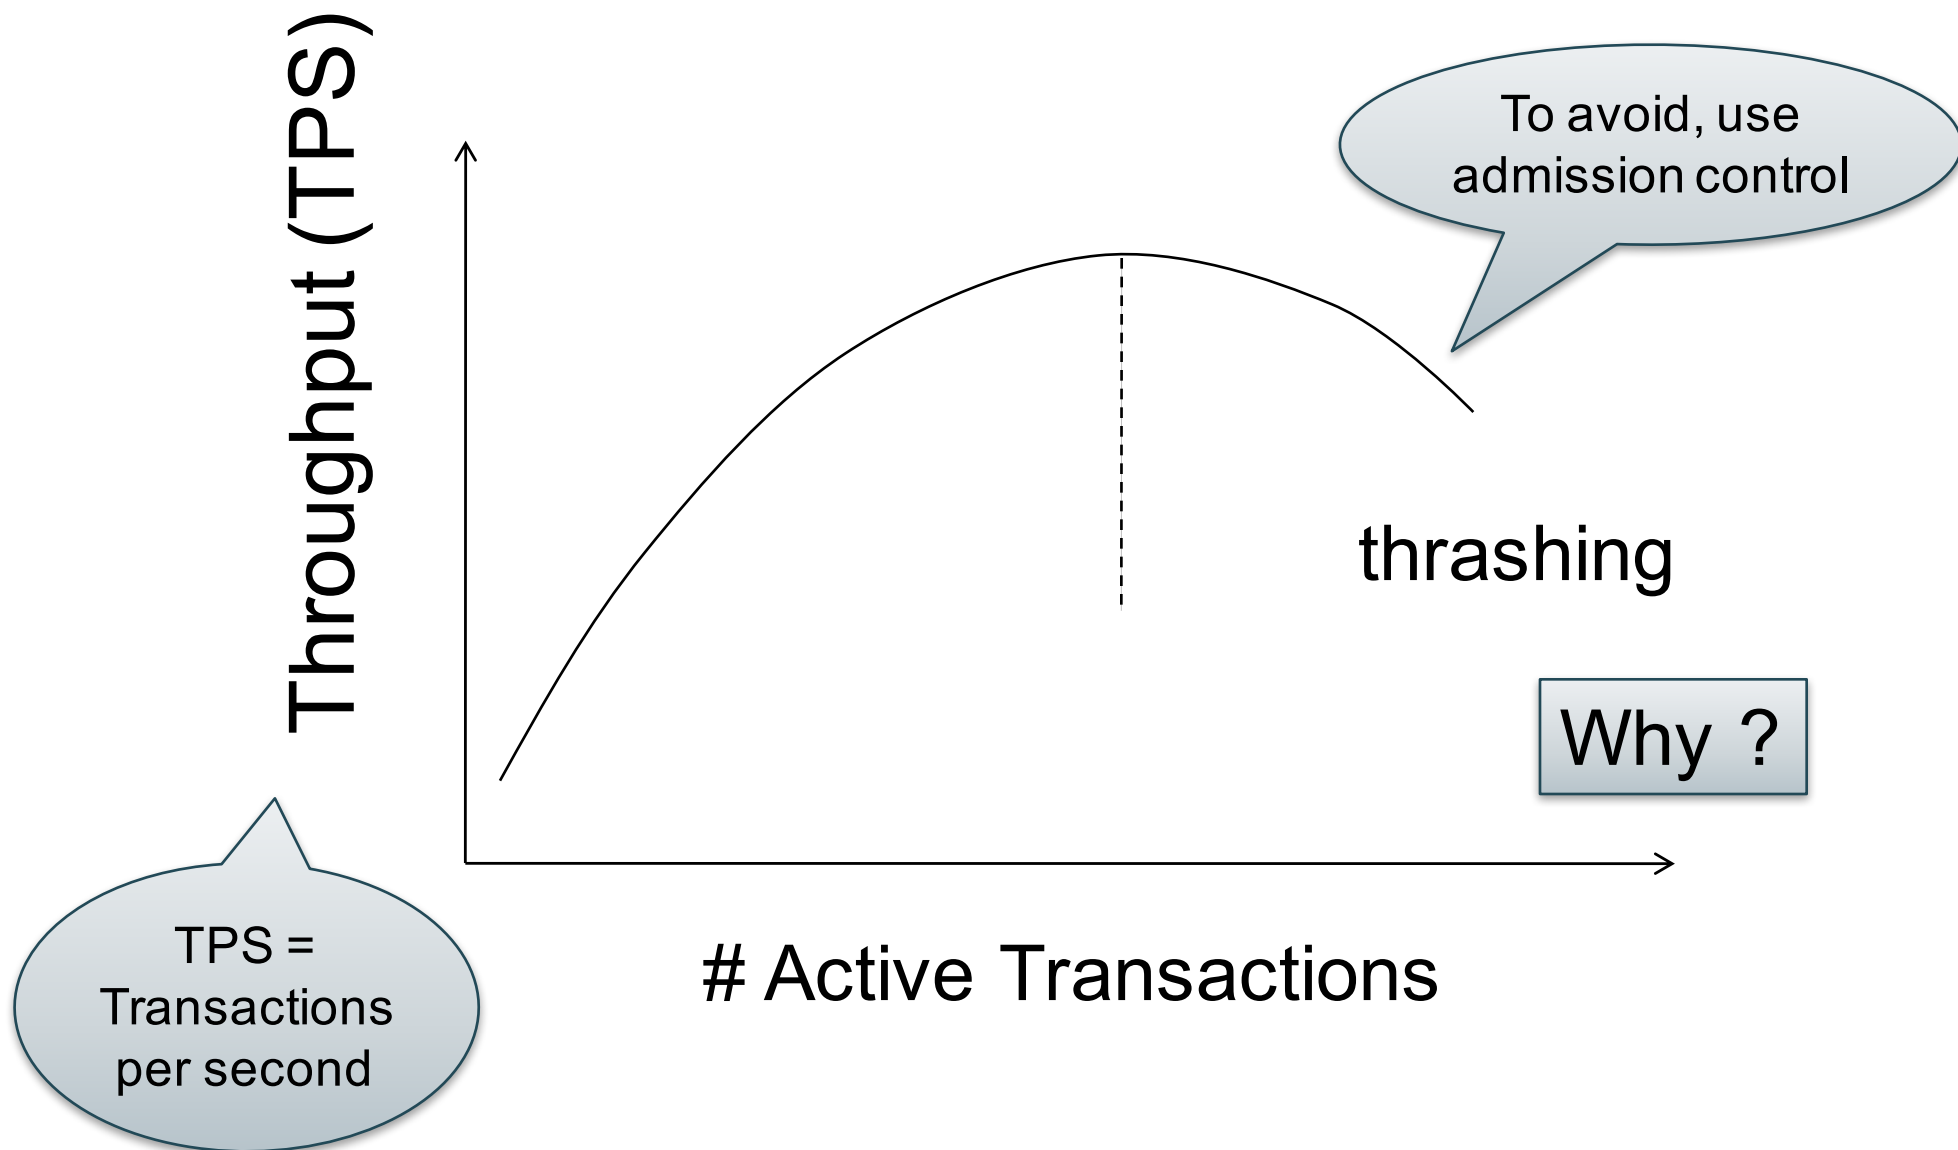 Throughput (TPS)
To avoid, use
admission control
thrashing
Why ?
# Active Transactions
TPS =
Transactions
per second